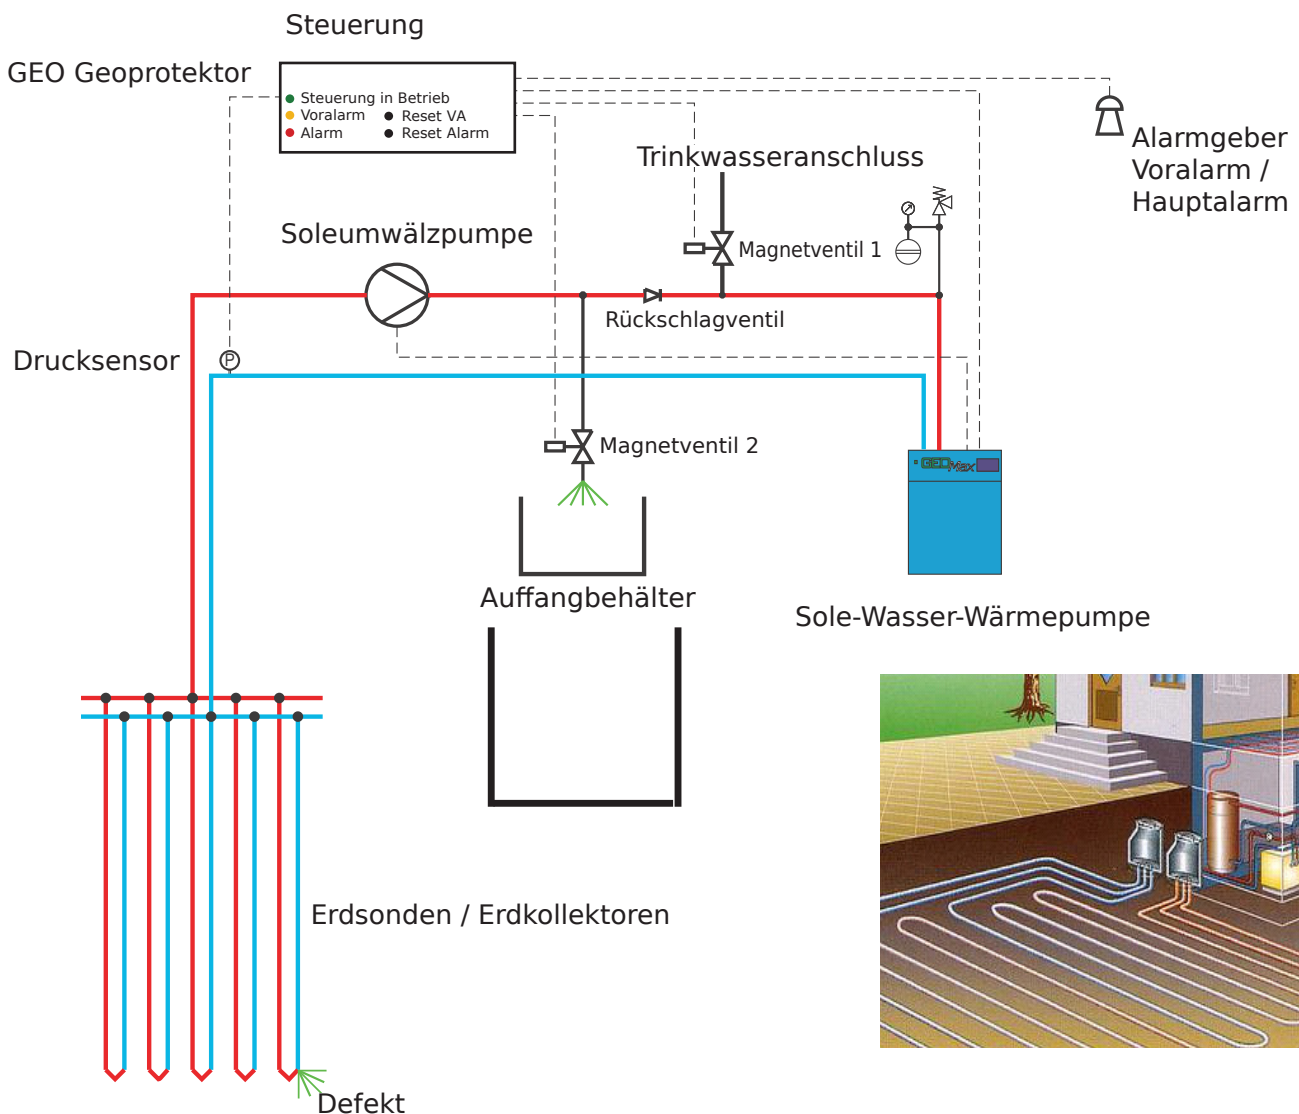 Steuerung
GEO Geoprotektor
Steuerung in Betrieb
Voralarm
Reset VA
Alarm
Reset Alarm
Alarmgeber
Voralarm /
Hauptalarm
Trinkwasseranschluss
Soleumwälzpumpe
Magnetventil 1
Rückschlagventil
Drucksensor
P
Magnetventil 2
GEOMax
Auffangbehälter
Sole-Wasser-Wärmepumpe
Erdsonden / Erdkollektoren
Defekt